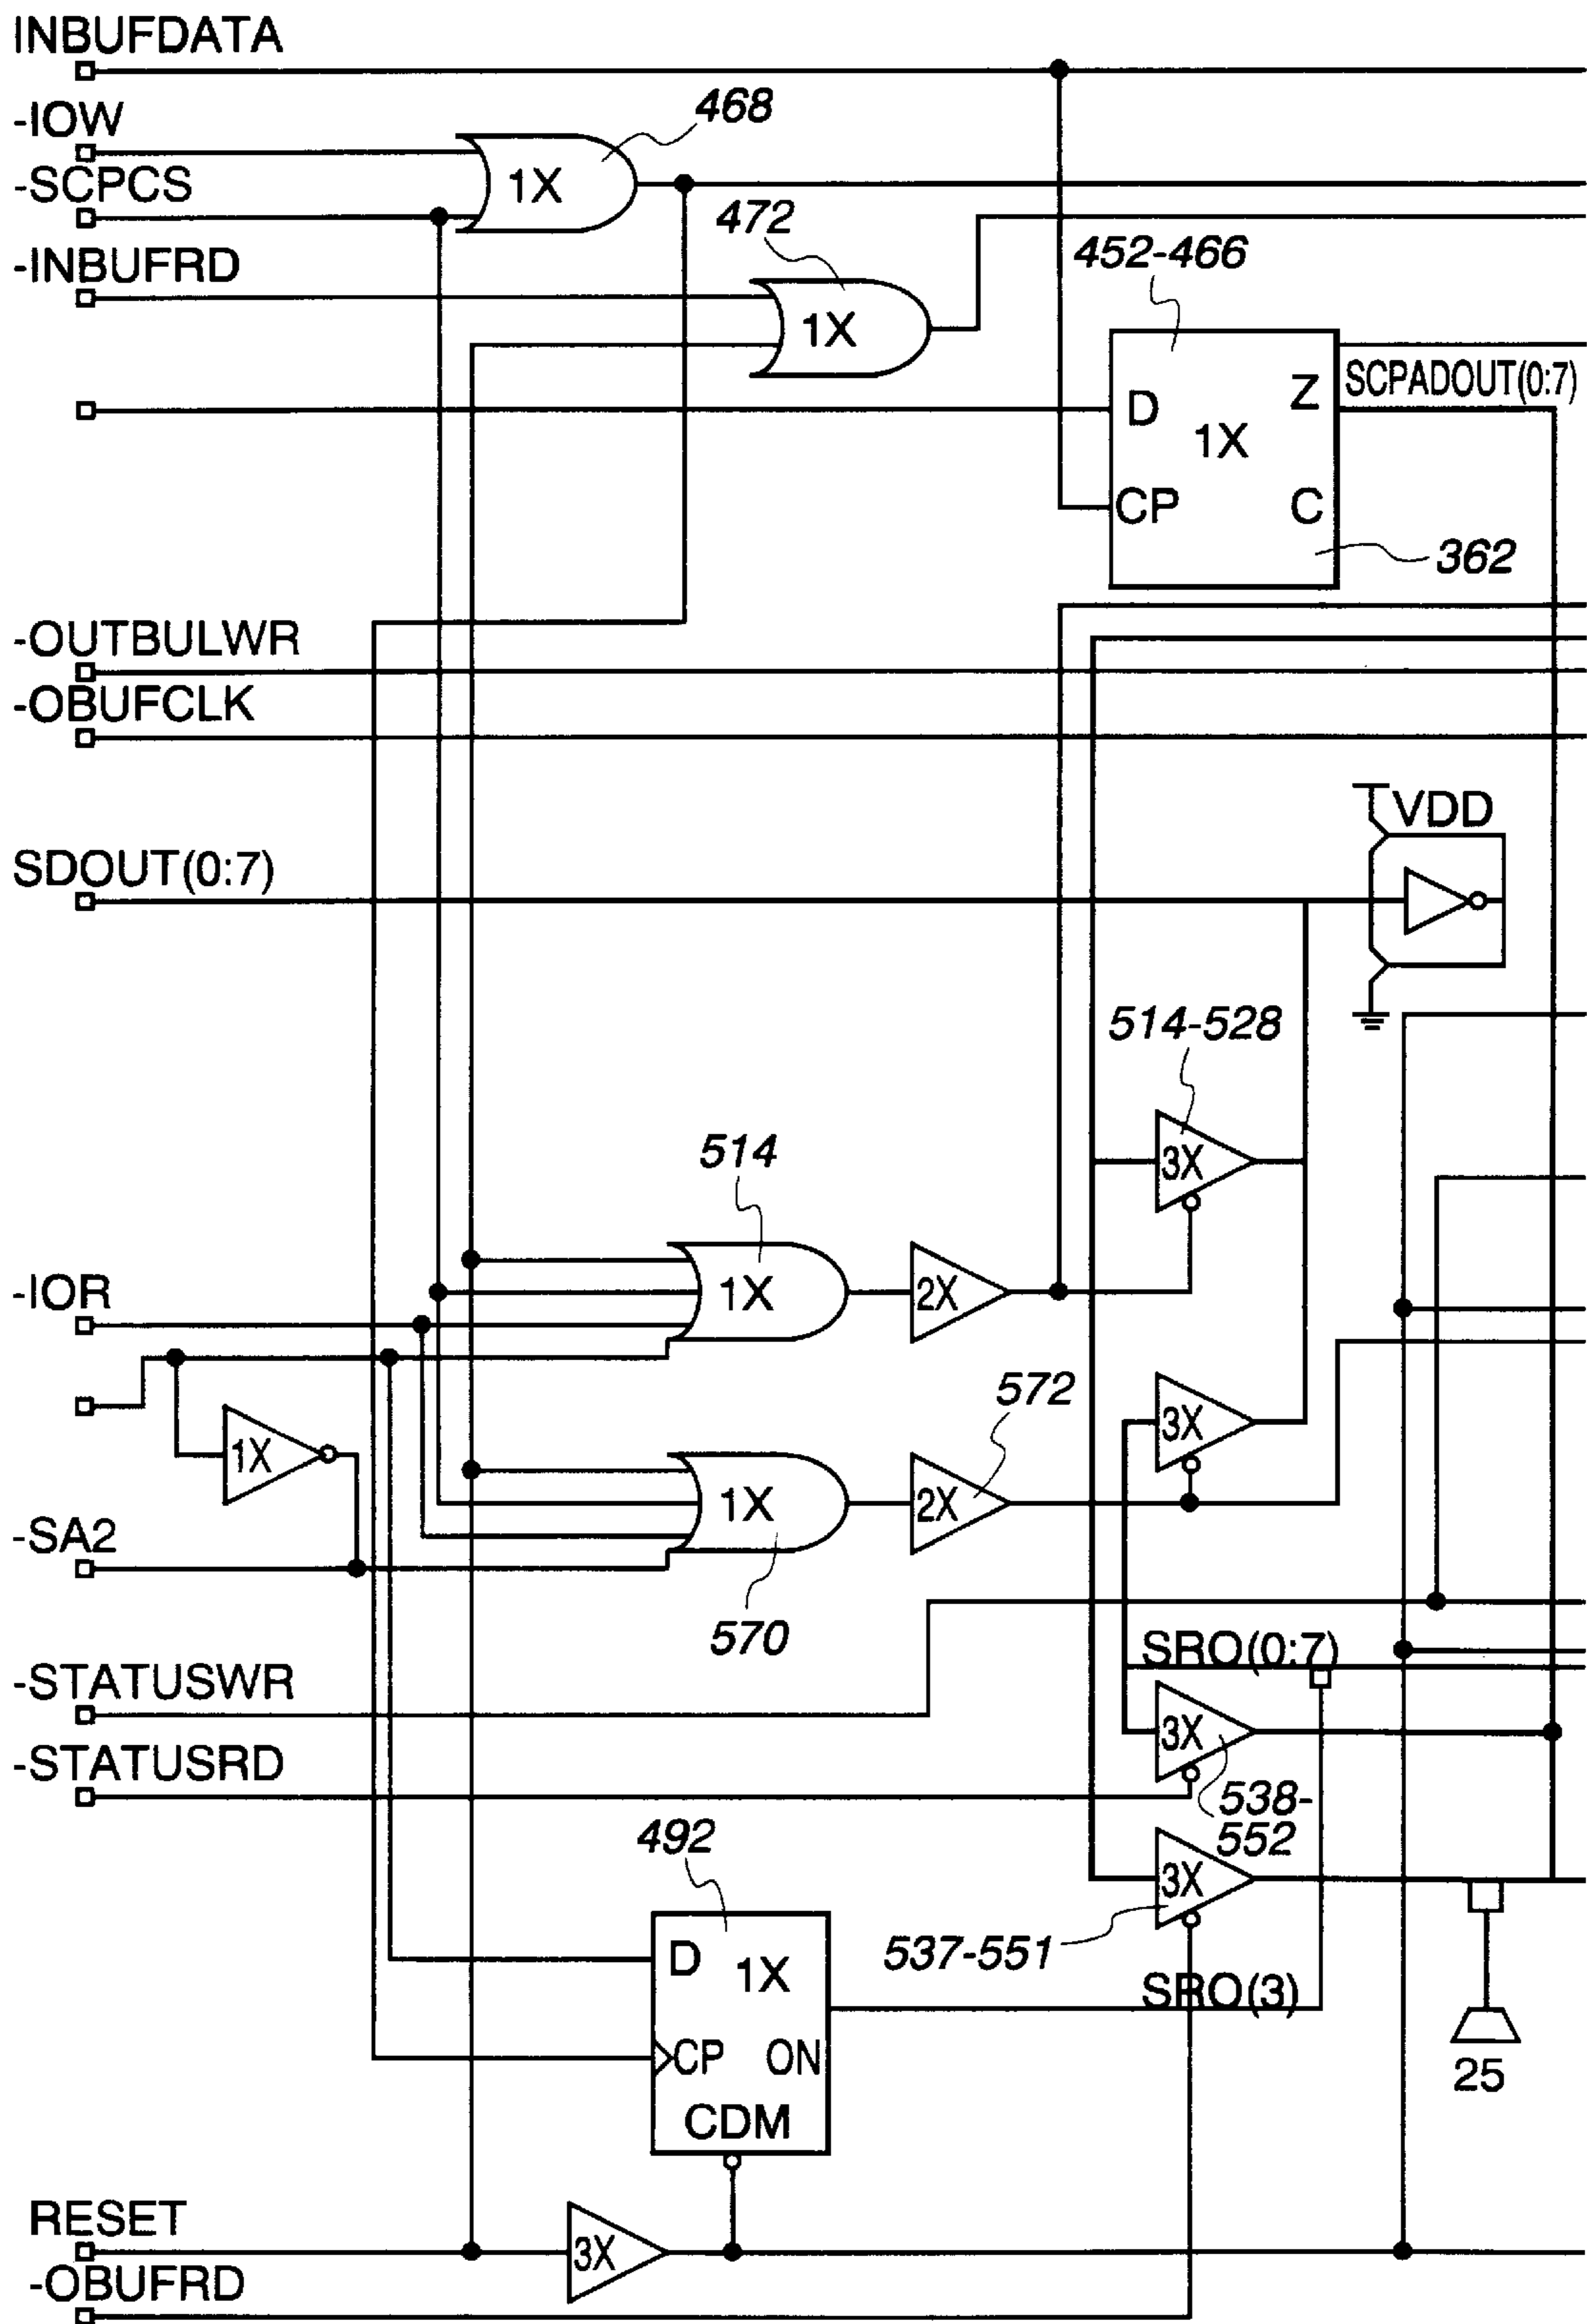 INBUFDATA
-IOW
468
-SCPCS
1X
472
-INBUFRD
452-466
1X
SCPADOUT(0:7)
D
Z
1X
CP
C
362
-OUTBULWR
-OBUFCLK
VDD
SDOUT(0:7)
514-528
3X
514
-IOR
1X
2X
572
3X
1X
1X
2X
-SA2
570
SRO(0:7)
-STATUSWR
3X
-STATUSRD
538-
552
492
3X
D
1X
537-551
SRO(3)
CP
ON
25
CDM
RESET
3X
-OBUFRD